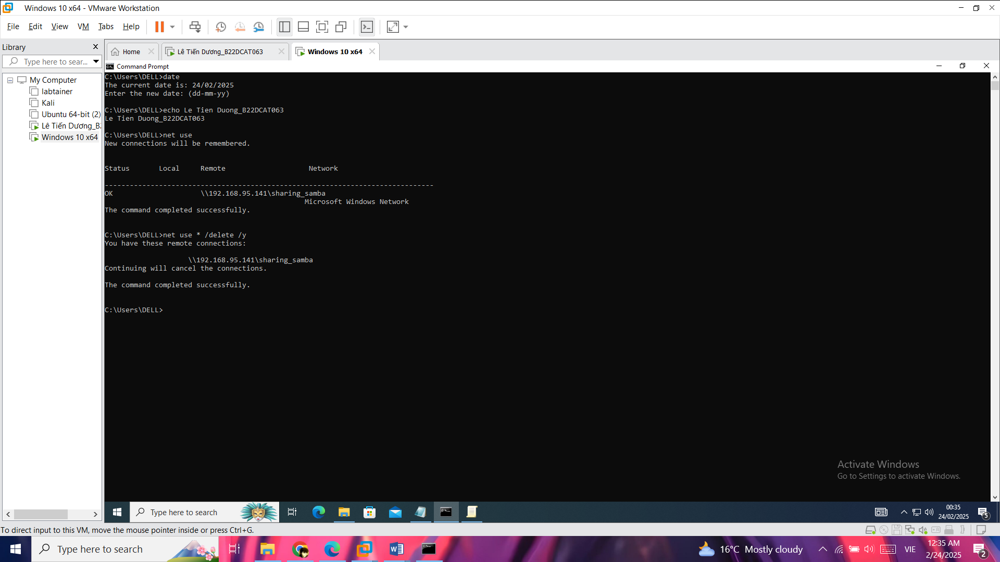 Windows 10 x64 - VMware Workstation
File Edit View VM Tabs Help
Library
Type here to sear...
My Computer
labtainer
Kali
Ubuntu 64-bit (2)
Lê Tiến Dương_B2
Windows 10 x64
Home
Lê Tiến Dương_B22DCAT063
Windows 10 x64
Command Prompt
C:\Users\DELL>date
The current date is: 24/02/2025
Enter the new date: (dd-mm-yy)
C:\Users\DELL>echo Le Tien Duong_B22DCAT063
Le Tien Duong_B22DCAT063
C:\Users\DELL>net use
New connections will be remembered.
Status       Local     Remote                    Network
-------------------------------------------------------------------------------
OK                     \\192.168.95.141\sharing_samba
Microsoft Windows Network
The command completed successfully.
C:\Users\DELL>net use * /delete /y
You have these remote connections:
\\192.168.95.141\sharing_samba
Continuing will cancel the connections.
The command completed successfully.
C:\Users\DELL>
Activate Windows
Go to Settings to activate Windows.
Type here to search
00:35
24/02/2025
5
To direct input to this VM, move the mouse pointer inside or press Ctrl+G.
Type here to search
16°C Mostly cloudy
VIE
12:35 AM
2/24/2025
2